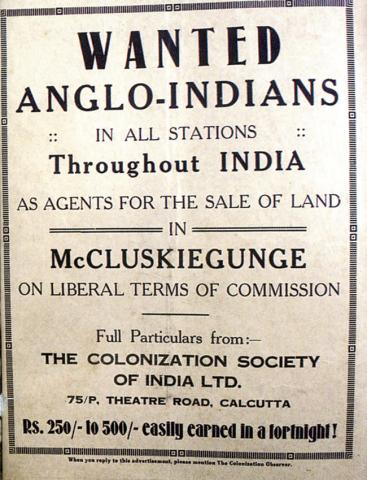 WANTED
ANGLO-INDIANS
:: IN ALL STATIONS ::
Throughout INDIA
AS AGENTS FOR THE SALE OF LAND
IN
McCLUSKIEGUNGE
ON LIBERAL TERMS OF COMMISSION
Full Particulars from:—
THE COLONIZATION SOCIETY
OF INDIA LTD.
75/P, THEATRE ROAD, CALCUTTA
Rs. 250/- to 500/- easily earned in a fortnight!
When you reply to this advertisement, please mention The Colonization Observer.